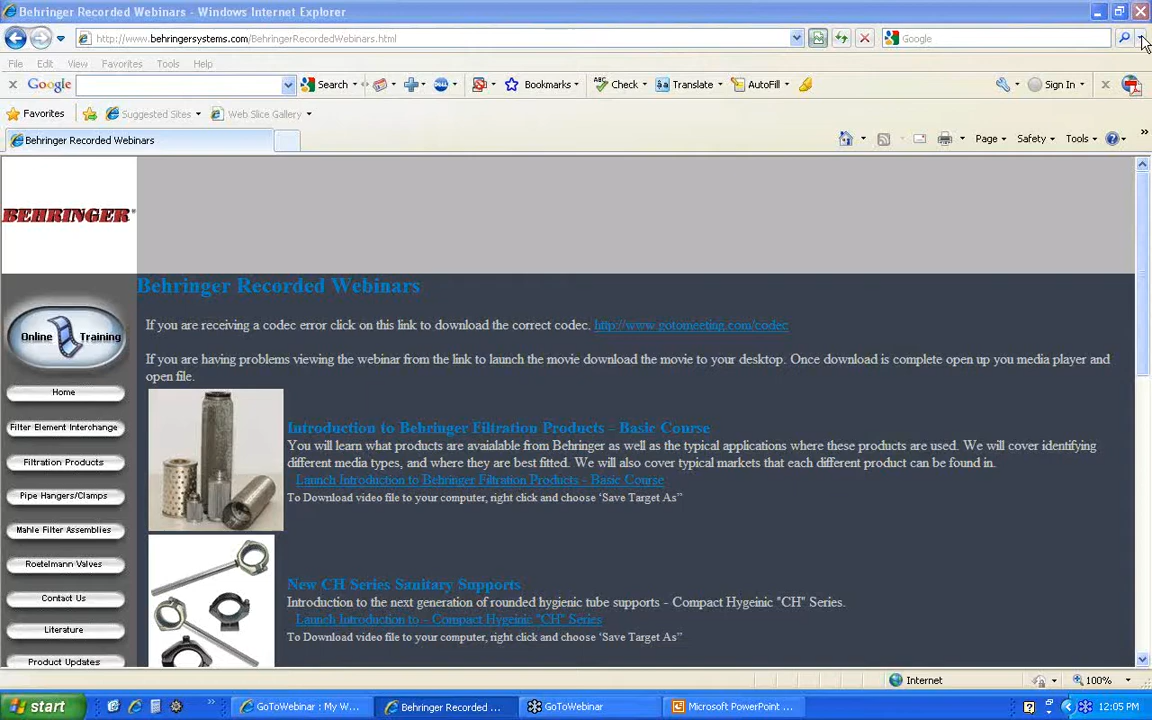 Behringer Recorded Webinars - Windows Internet Explorer
http://www.behringersystems.com/BehringerRecordedWebinars.html
Google
File Edit View Favorites Tools Help
Google Search Bookmarks Check Translate AutoFill Sign In
Favorites Suggested Sites Web Slice Gallery
Behringer Recorded Webinars Page Safety Tools
BEHRINGER
Behringer Recorded Webinars
If you are receiving a codec error click on this link to download the correct codec. http://www.gotomeeting.com/codec
If you are having problems viewing the webinar from the link to launch the movie download the movie to your desktop. Once download is complete open up you media player and
open file.
Online Training
Home
Filter Element Interchange
Filtration Products
Pipe Hangers/Clamps
Mahle Filter Assemblies
Roetelmann Valves
Contact Us
Literature
Product Updates
Introduction to Behringer Filtration Products - Basic Course
You will learn what products are avaialable from Behringer as well as the typical applications where these products are used. We will cover identifying
different media types, and where they are best fitted. We will also cover typical markets that each different product can be found in.
Launch Introduction to Behringer Filtration Products - Basic Course
To Download video file to your computer, right click and choose 'Save Target As"
New CH Series Sanitary Supports
Introduction to the next generation of rounded hygienic tube supports - Compact Hygeinic "CH" Series.
Launch Introduction to - Compact Hygeinic "CH" Series
To Download video file to your computer, right click and choose 'Save Target As"
Internet 100%
start GoToWebinar : My W... Behringer Recorded ... GoToWebinar Microsoft PowerPoint ... 12:05 PM